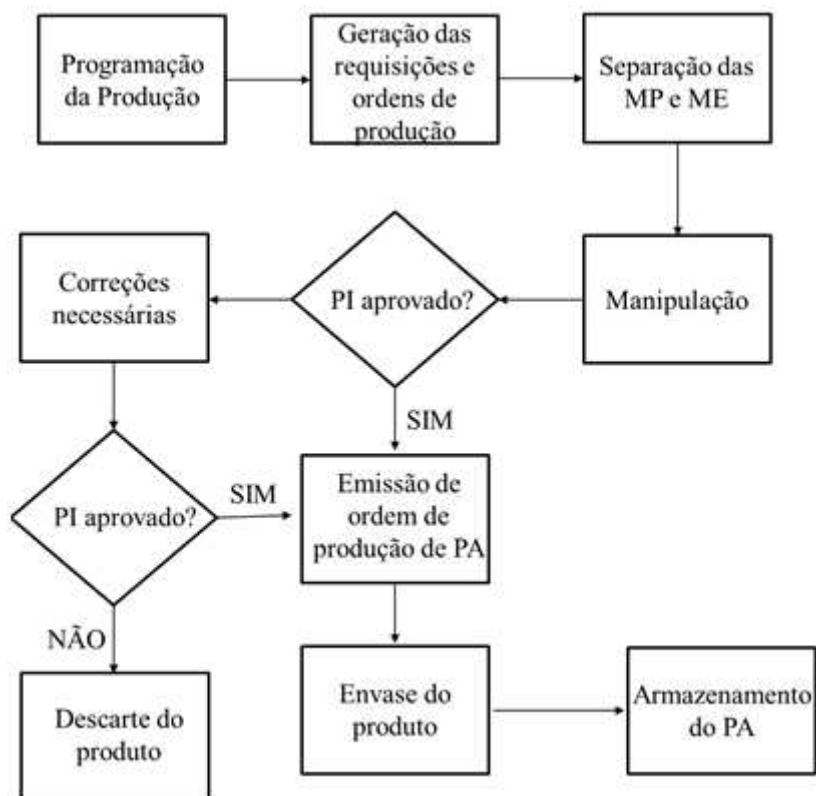 Programação
da Produção
Geração das
requisições e
ordens de
produção
Separação das
MP e ME
Manipulação
PI aprovado?
Correções
necessárias
SIM
PI aprovado?
SIM
Emissão de
ordem de
produção de PA
NÃO
Descarte do
produto
Envase do
produto
Armazenamento
do PA